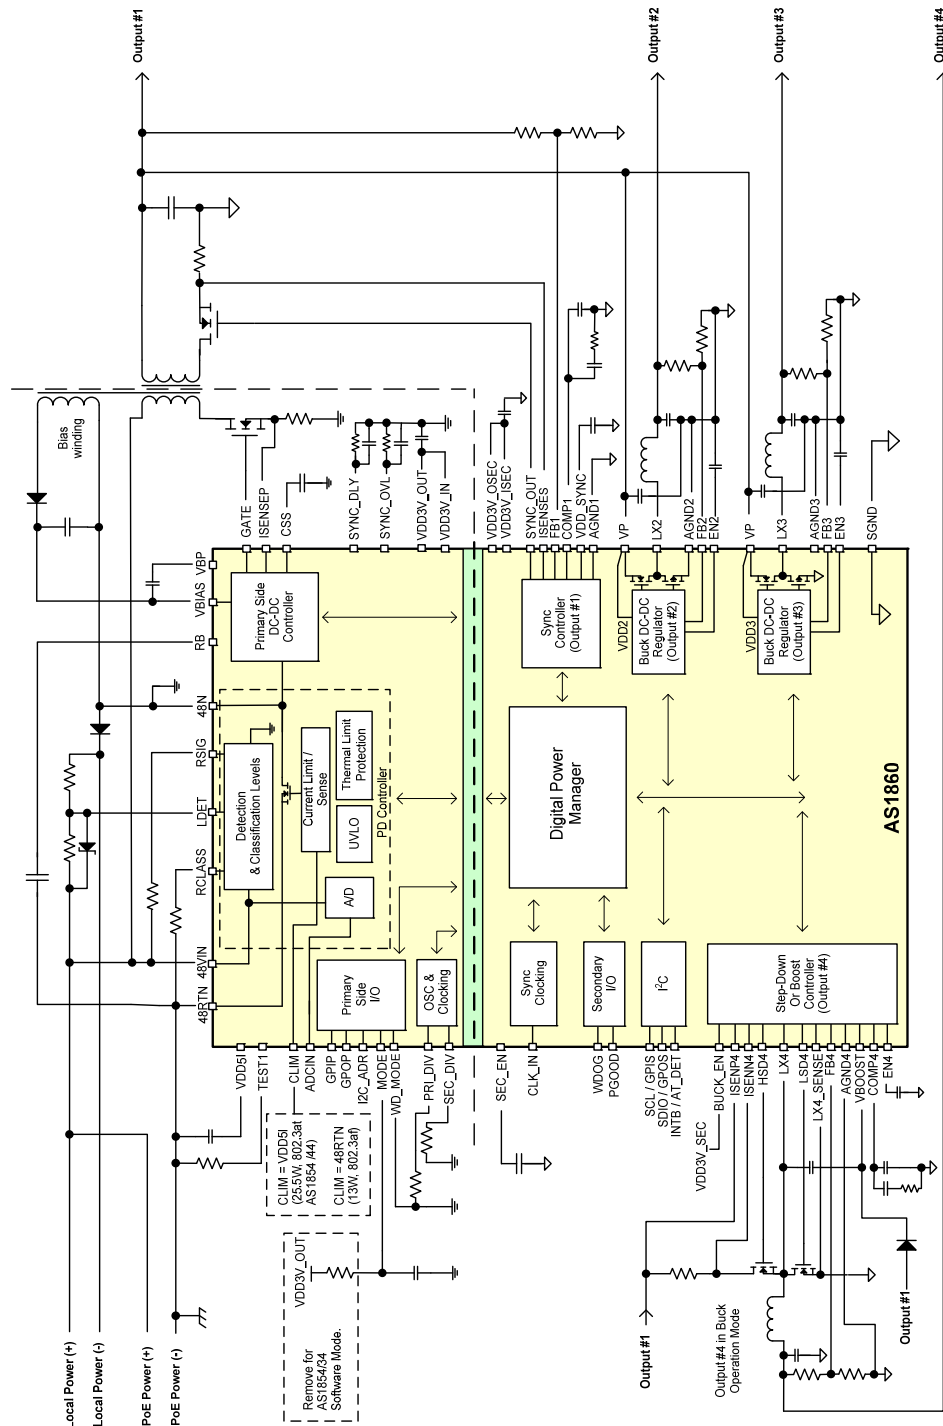 Output #1
Output #2
Output #3
Output #4
Bias
winding
GATE
ISENSEP
CSS
SYNC_DLY
SYNC_OVL
VDD3V_OUT
VDD3V_IN
VDD3V_OSEC
VDD3V_ISEC
SYNC_OUT
ISENSES
FB1
COMP1
VDD_SYNC
AGND1
VP
LX2
AGND2
FB2
EN2
VP
LX3
AGND3
FB3
EN3
SGND
VBP
VBIAS
RB
48N
RSIG
LDET
RCLASS
48VIN
48RTN
Primary Side
DC-DC
Controller
Detection
& Classification Levels
Current Limit /
Sense
Thermal Limit
Protection
UVLO
PD Controller
A/D
Primary
Side
I/O
OSC &
Clocking
Sync
Controller
(Output #1)
VDD2
Buck DC-DC
Regulator
(Output #2)
VDD3
Buck DC-DC
Regulator
(Output #3)
Digital Power
Manager
AS1860
Sync
Clocking
Secondary
I/O
I²C
Step-Down
Or Boost
Controller
(Output #4)
VDD5I
TEST1
CLIM
ADCIN
GPIP
GPOP
I2C_ADR
MODE
WD_MODE
PRI_DIV
SEC_DIV
SEC_EN
CLK_IN
WDOG
PGOOD
SCL / GPIS
SDIO / GPOS
INTB / AT_DET
BUCK_EN
ISENP4
ISENN4
HSD4
LX4
LSD4
LX4_SENSE
FB4
AGND4
VBOOST
COMP4
EN4
VDD3V_SEC
CLIM = VDD5I
(25.5W, 802.3at
AS1854 /44)
CLIM = 48RTN
(13W, 802.3af)
VDD3V_OUT
Remove for
AS1854/34
Software Mode.
Output #1
Output #4 in Buck
Operation Mode
Output #1
Local Power (+)
Local Power (-)
PoE Power (+)
PoE Power (-)